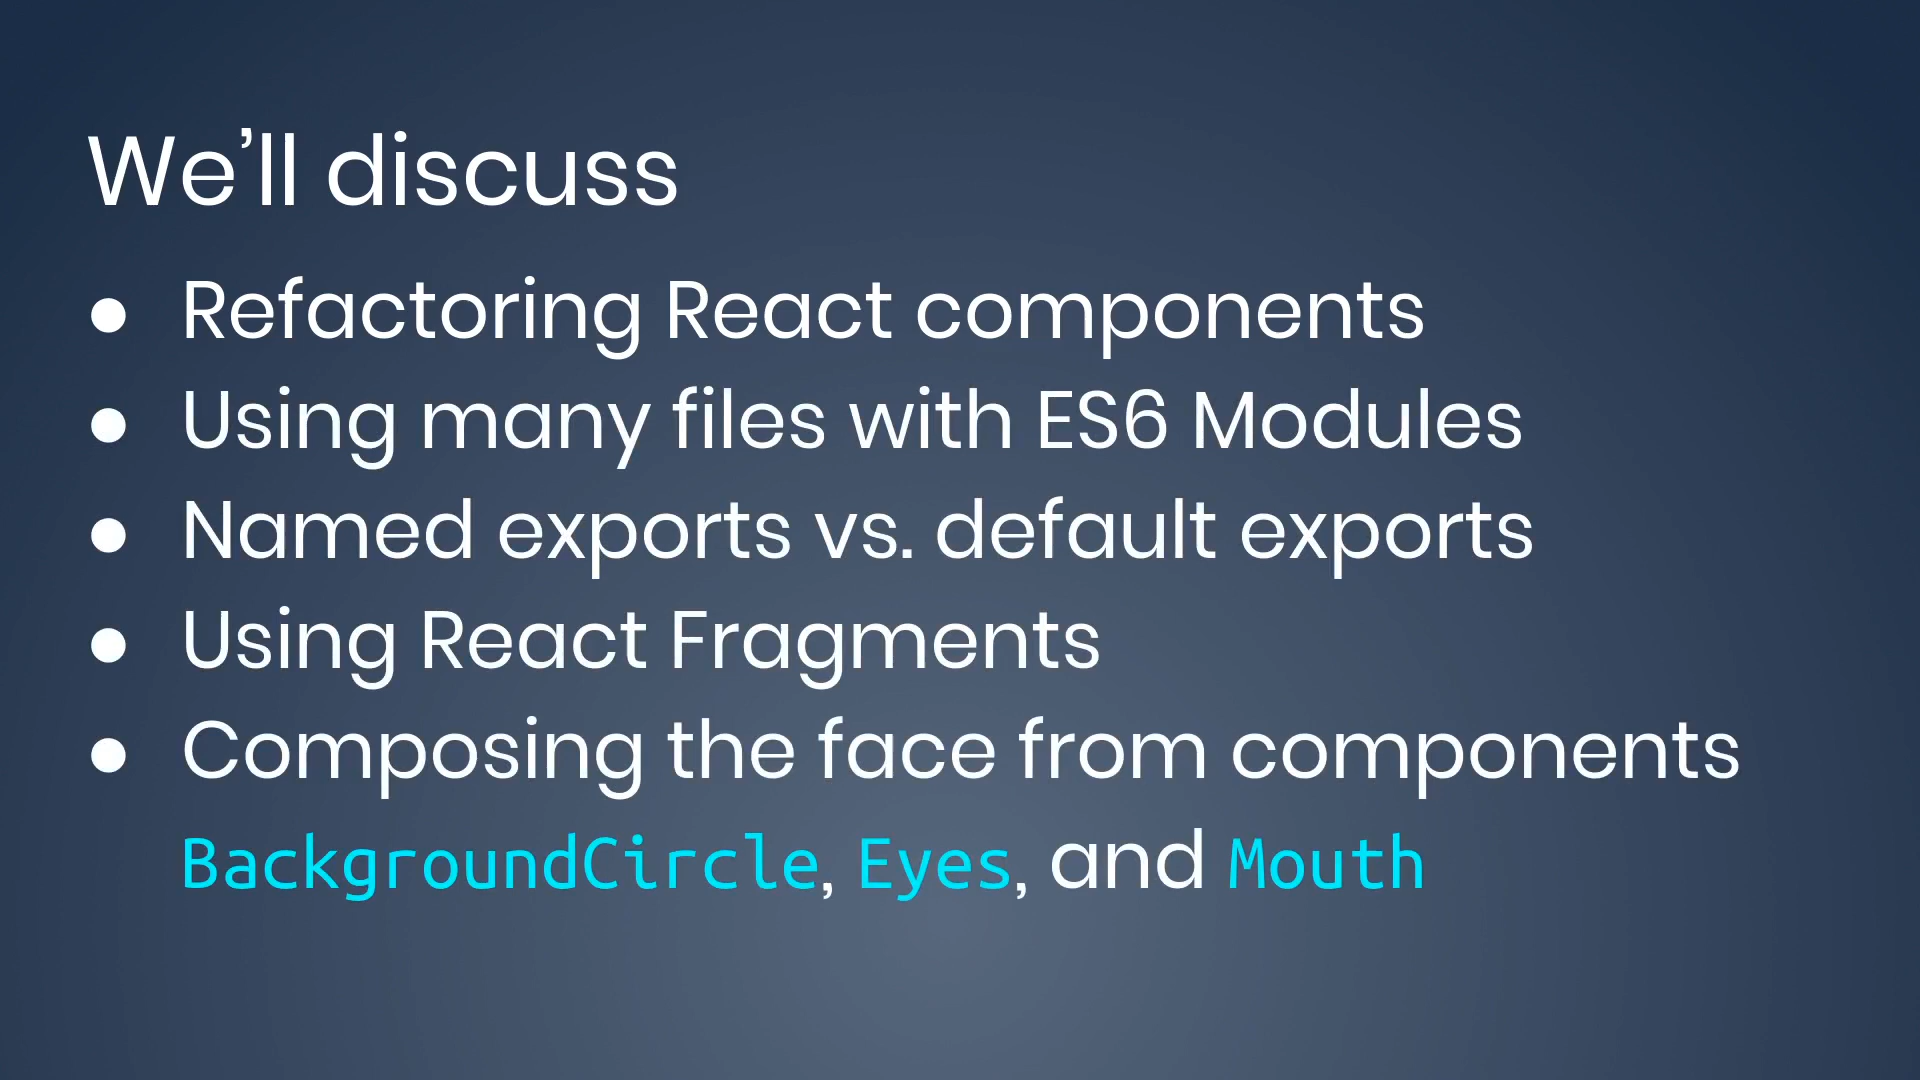 We’ll discuss
● Refactoring React components
● Using many files with ES6 Modules
● Named exports vs. default exports
● Using React Fragments
● Composing the face from components
BackgroundCircle, Eyes, and Mouth